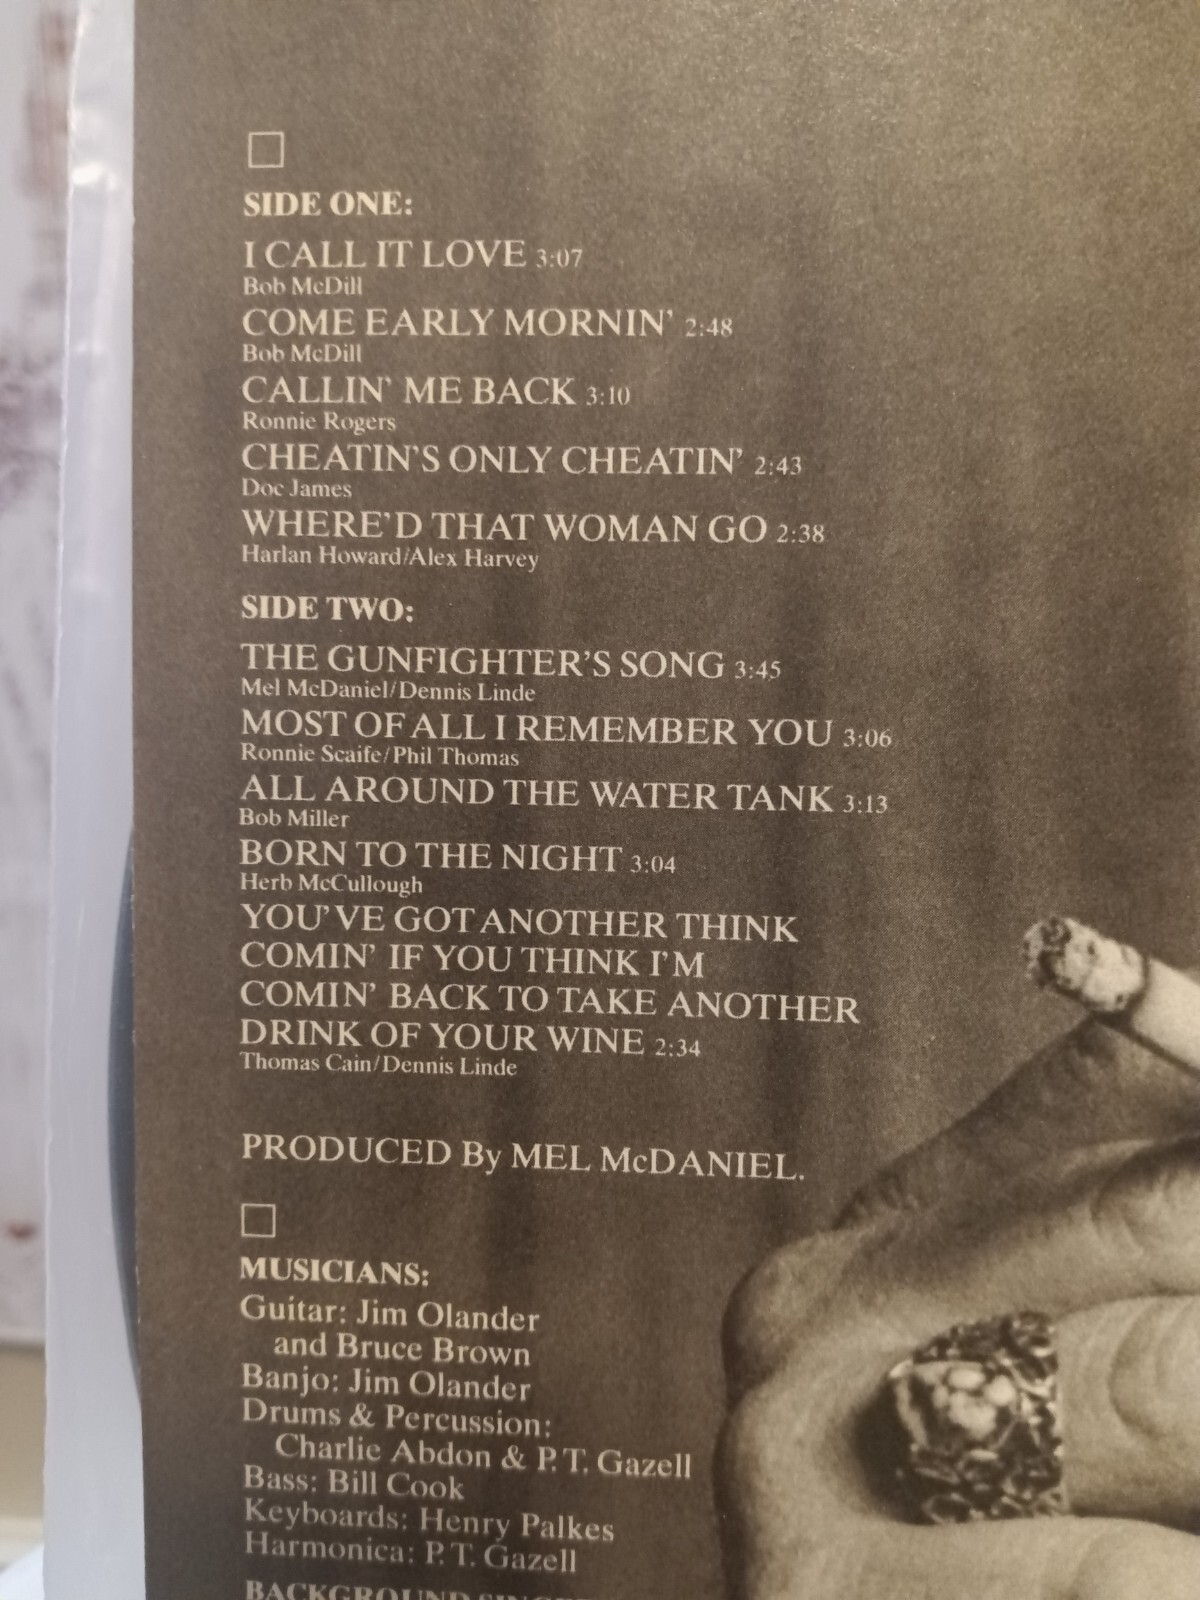 SIDE ONE:
I CALL IT LOVE 3:07
Bob McDill
COME EARLY MORNIN' 2:48
Bob McDill
CALLIN' ME BACK 3:10
Ronnie Rogers
CHEATIN'S ONLY CHEATIN' 2:43
Doc James
WHERE'D THAT WOMAN GO 2:38
Harlan Howard/Alex Harvey
SIDE TWO:
THE GUNFIGHTER'S SONG 3:45
Mel McDaniel/Dennis Linde
MOST OF ALL I REMEMBER YOU 3:06
Ronnie Scaife/Phil Thomas
ALL AROUND THE WATER TANK 3:13
Bob Miller
BORN TO THE NIGHT 3:04
Herb McCullough
YOU'VE GOT ANOTHER THINK
COMIN' IF YOU THINK I'M
COMIN' BACK TO TAKE ANOTHER
DRINK OF YOUR WINE 2:34
Thomas Cain/Dennis Linde
PRODUCED By MEL McDANIEL.
MUSICIANS:
Guitar: Jim Olander
and Bruce Brown
Banjo: Jim Olander
Drums & Percussion:
Charlie Abdon & P.T. Gazell
Bass: Bill Cook
Keyboards: Henry Palkes
Harmonica: P.T. Gazell
BACKGROUND